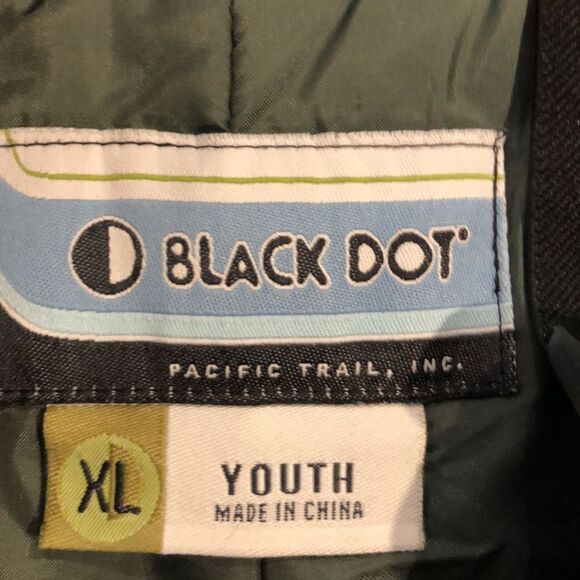 BLACK DOT
PACIFIC TRAIL, INC.
XL
YOUTH
MADE IN CHINA